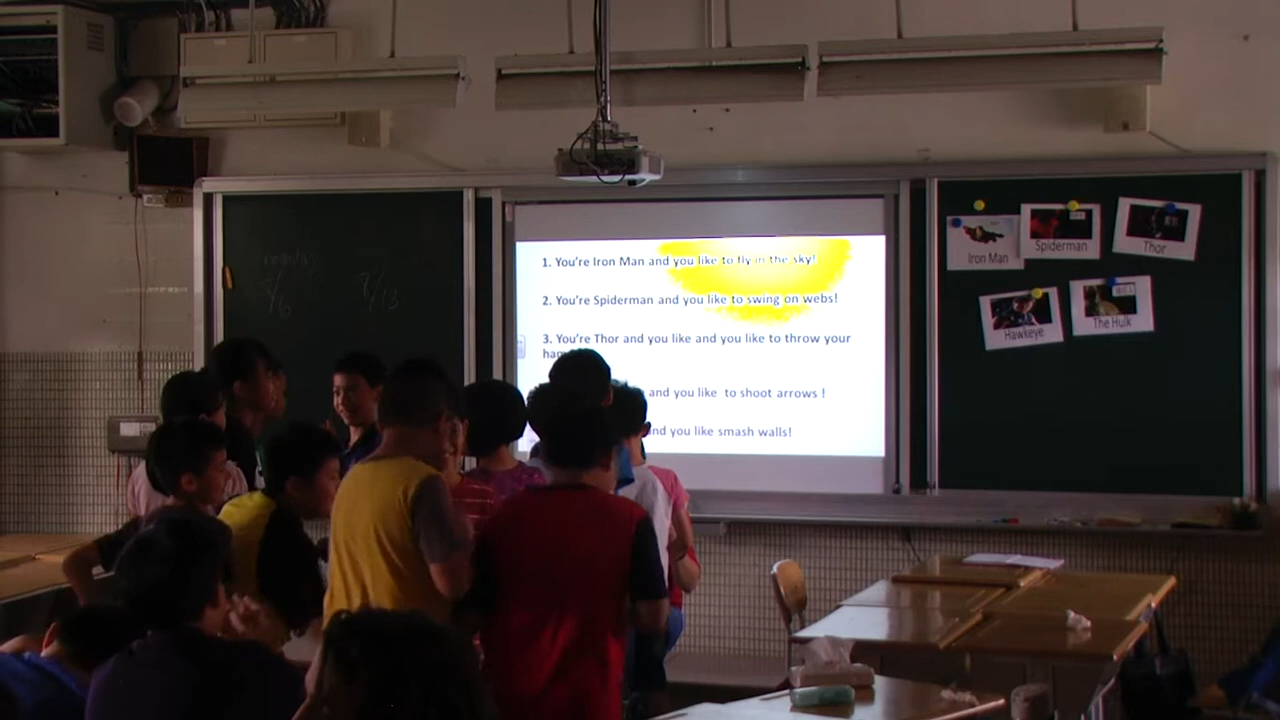 1. You're Iron Man and you like to fly in the sky!
2. You're Spiderman and you like to swing on webs!
3. You're Thor and you like and you like to throw your
and you like to shoot arrows !
and you like smash walls!
Iron Man
Spiderman
Thor
Hawkeye
The Hulk